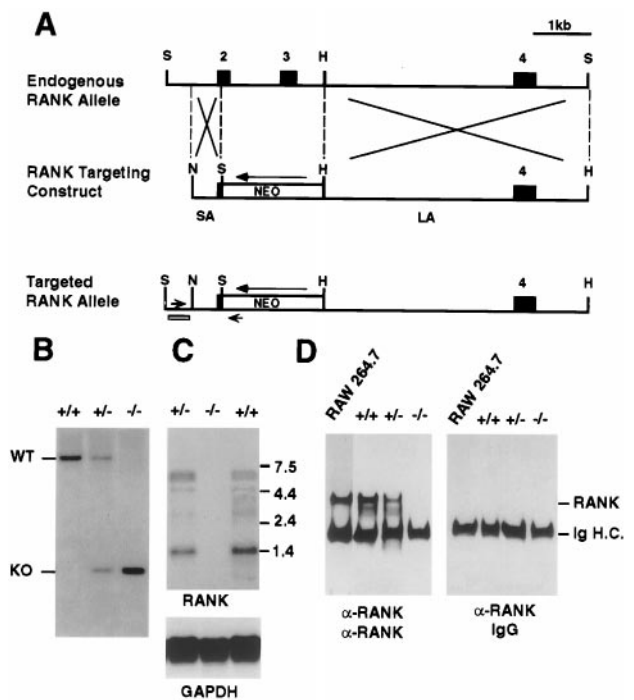 A
1kb
S 2 3 H 4 S
Endogenous
RANK Allele
N S H 4 H
RANK Targeting
Construct
NEO
SA LA
S N S H 4 H
Targeted
RANK Allele
NEO
B
+/+ +/- -/-
WT
KO
C
+/- -/- +/+
7.5
4.4
2.4
1.4
RANK
GAPDH
D
RAW 264.7 +/+ +/- -/-
RAW 264.7 +/+ +/- -/-
RANK
Ig H.C.
α-RANK
α-RANK
α-RANK
IgG